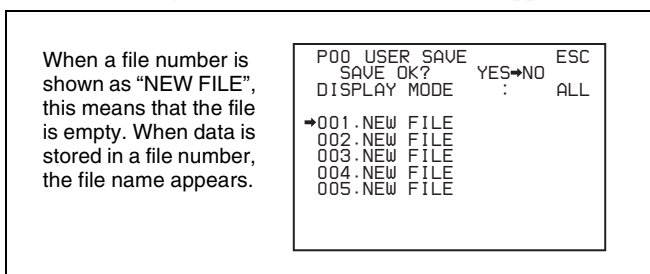 When a file number is
shown as “NEW FILE”,
this means that the file
is empty. When data is
stored in a file number,
the file name appears.
P00 USER SAVE ESC
SAVE OK? YES➔NO
DISPLAY MODE : ALL
➔001.NEW FILE
002.NEW FILE
003.NEW FILE
004.NEW FILE
005.NEW FILE